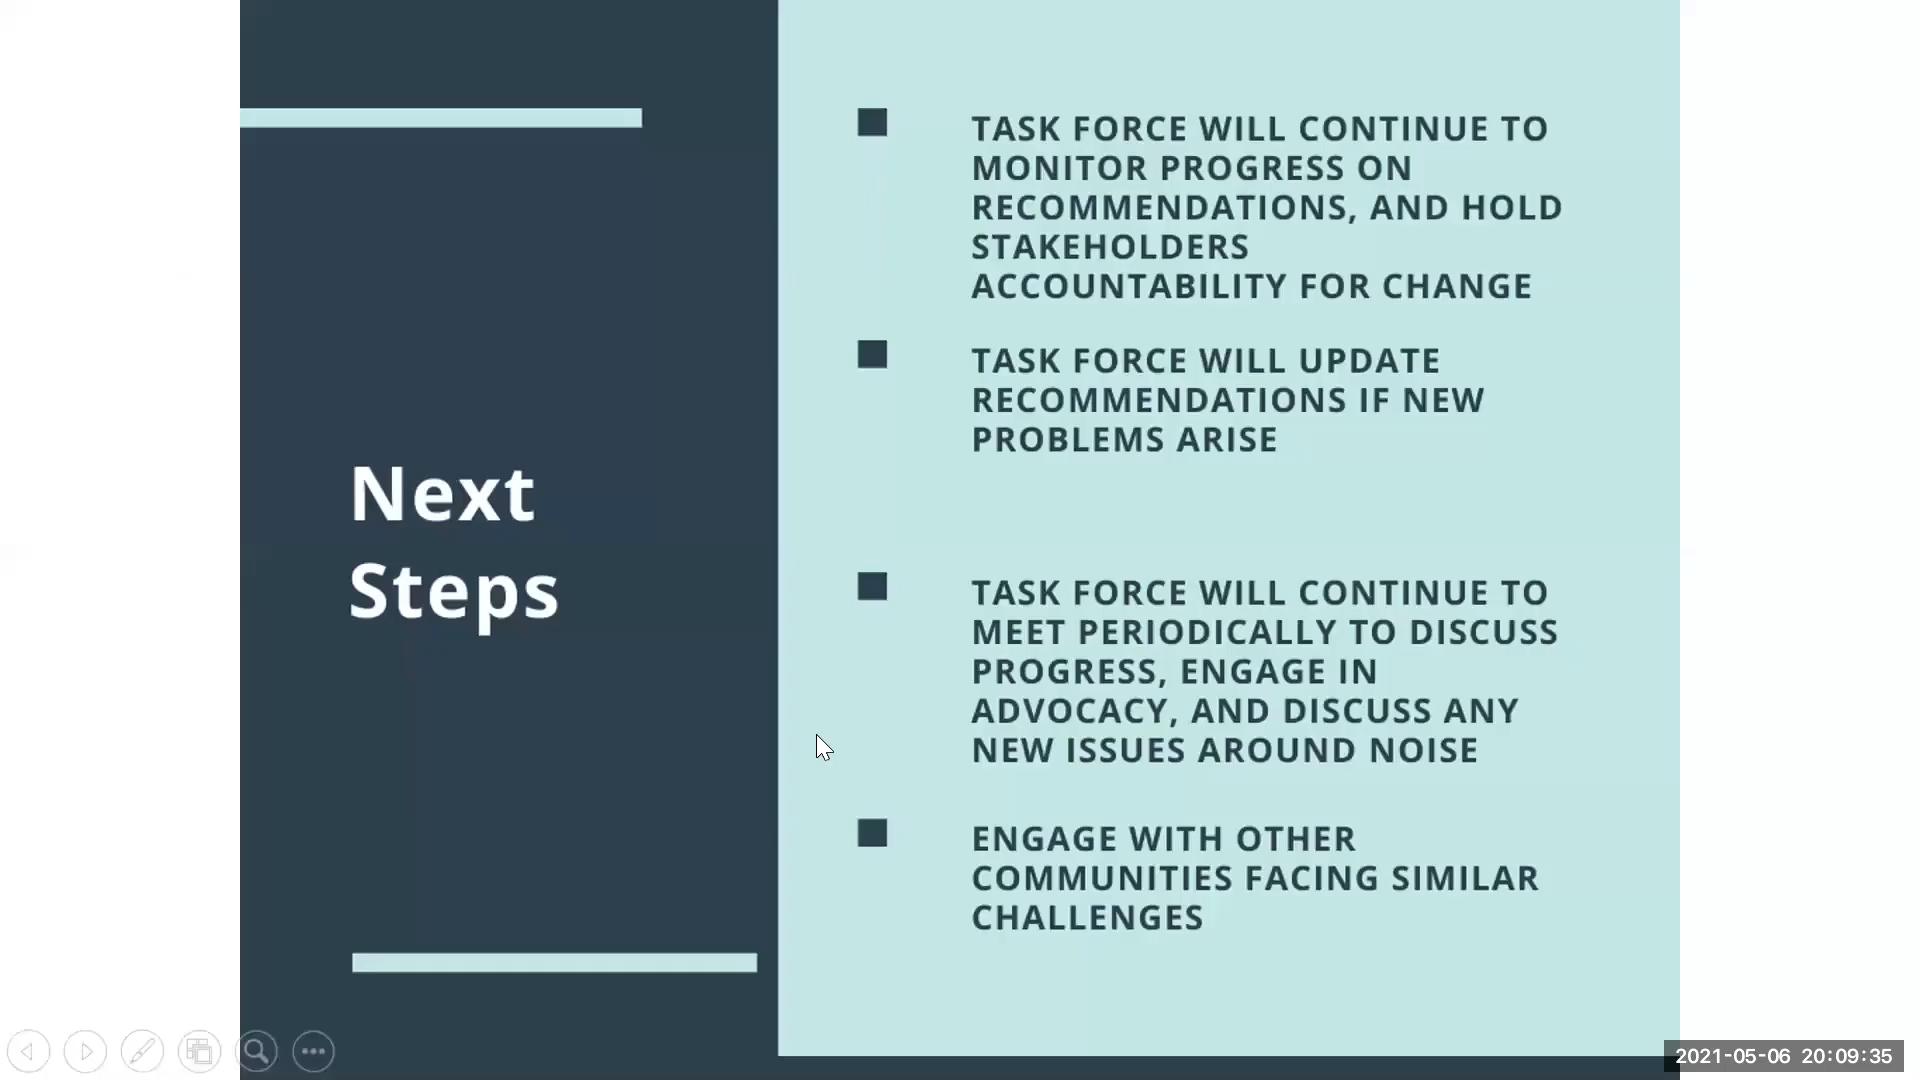 Next
Steps
TASK FORCE WILL CONTINUE TO
MONITOR PROGRESS ON
RECOMMENDATIONS, AND HOLD
STAKEHOLDERS
ACCOUNTABILITY FOR CHANGE
TASK FORCE WILL UPDATE
RECOMMENDATIONS IF NEW
PROBLEMS ARISE
TASK FORCE WILL CONTINUE TO
MEET PERIODICALLY TO DISCUSS
PROGRESS, ENGAGE IN
ADVOCACY, AND DISCUSS ANY
NEW ISSUES AROUND NOISE
ENGAGE WITH OTHER
COMMUNITIES FACING SIMILAR
CHALLENGES
2021-05-06 20:09:35